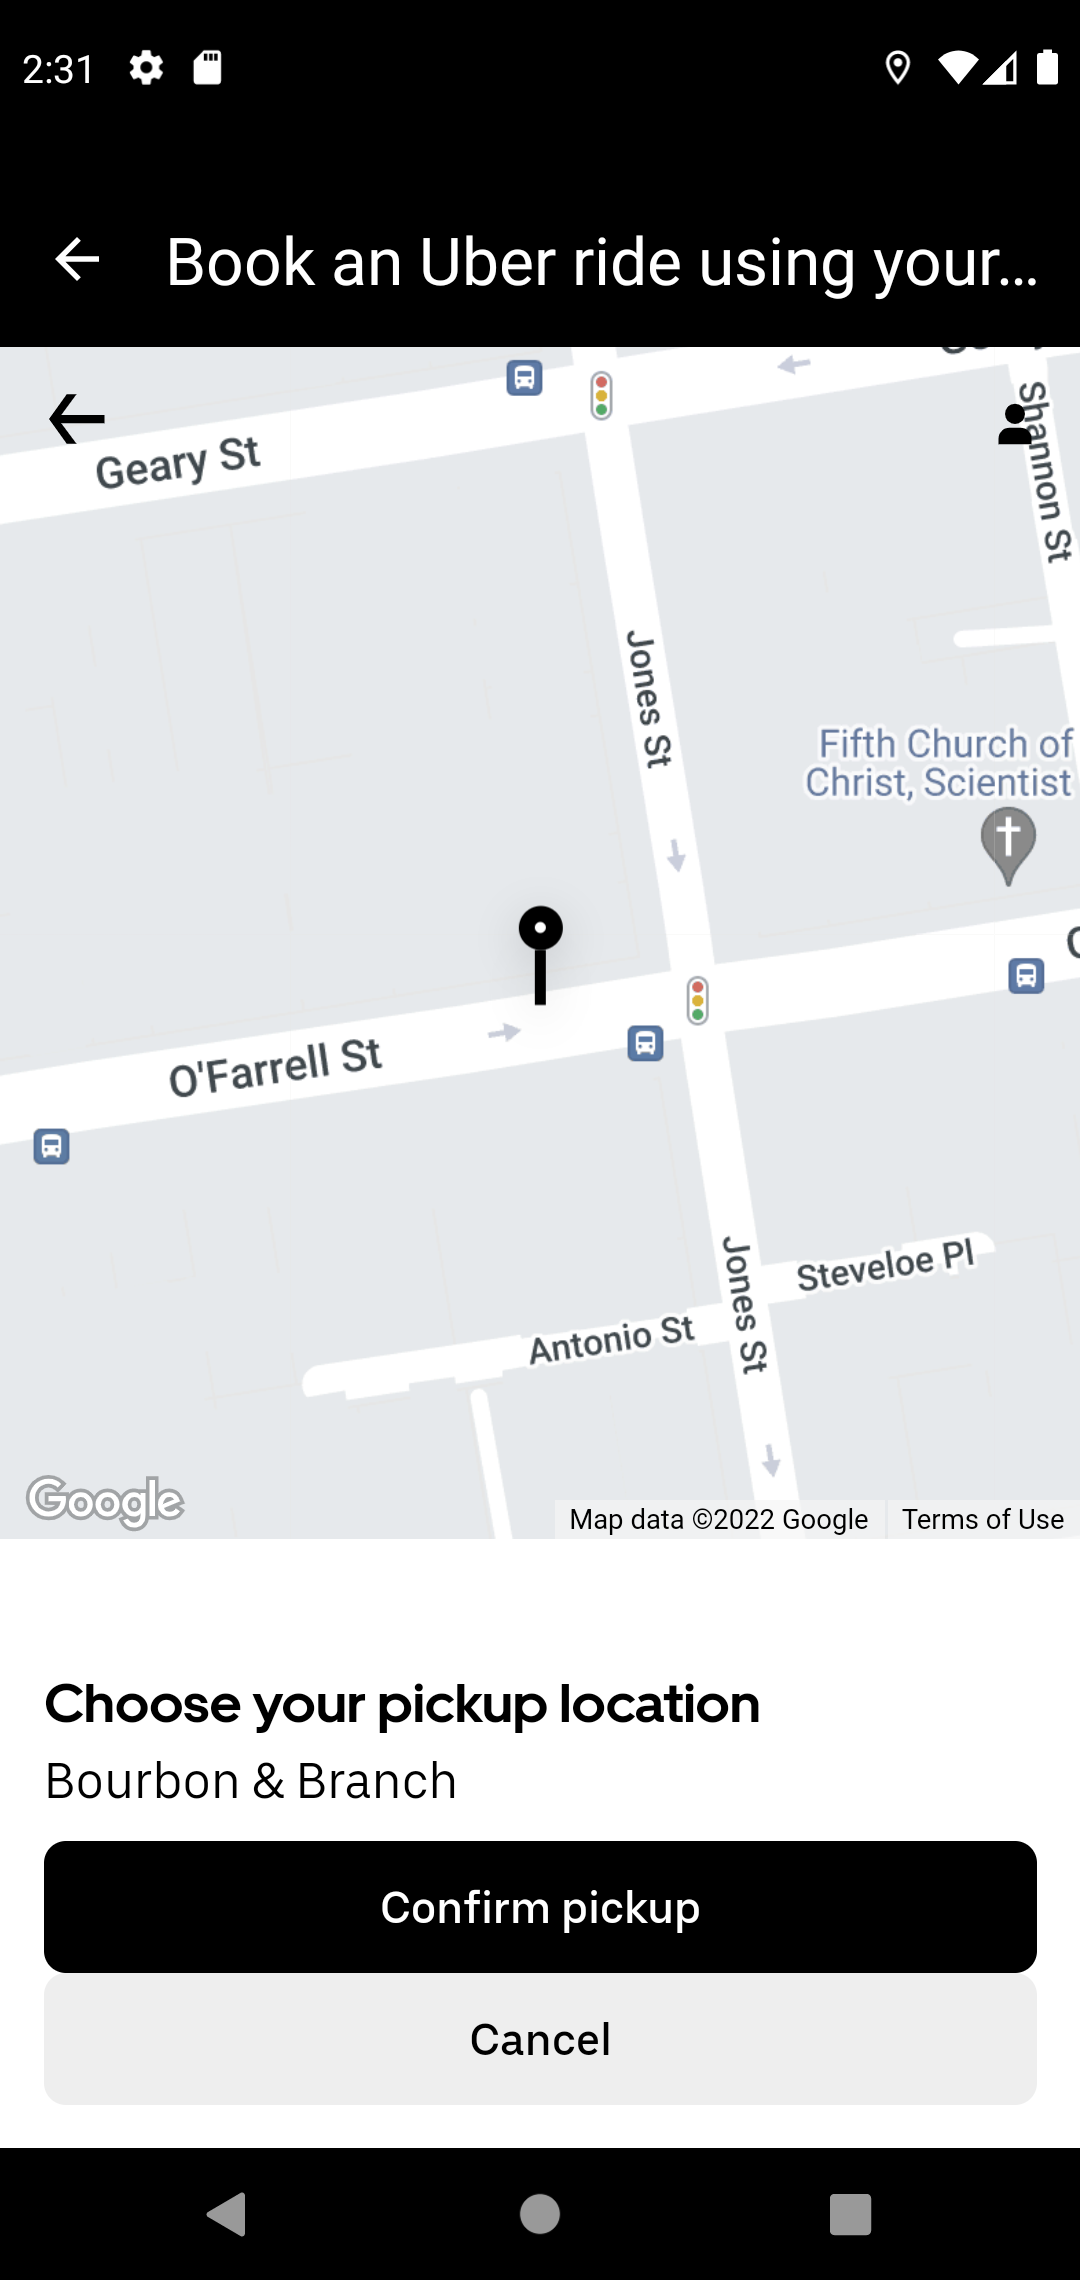 2:31
Book an Uber ride using your...
Geary St
Shannon St
Jones St
Fifth Church of
Christ, Scientist
O'Farrell St
Jones St
Steveloe Pl
Antonio St
Google
Map data ©2022 Google
Terms of Use
Choose your pickup location
Bourbon & Branch
Confirm pickup
Cancel